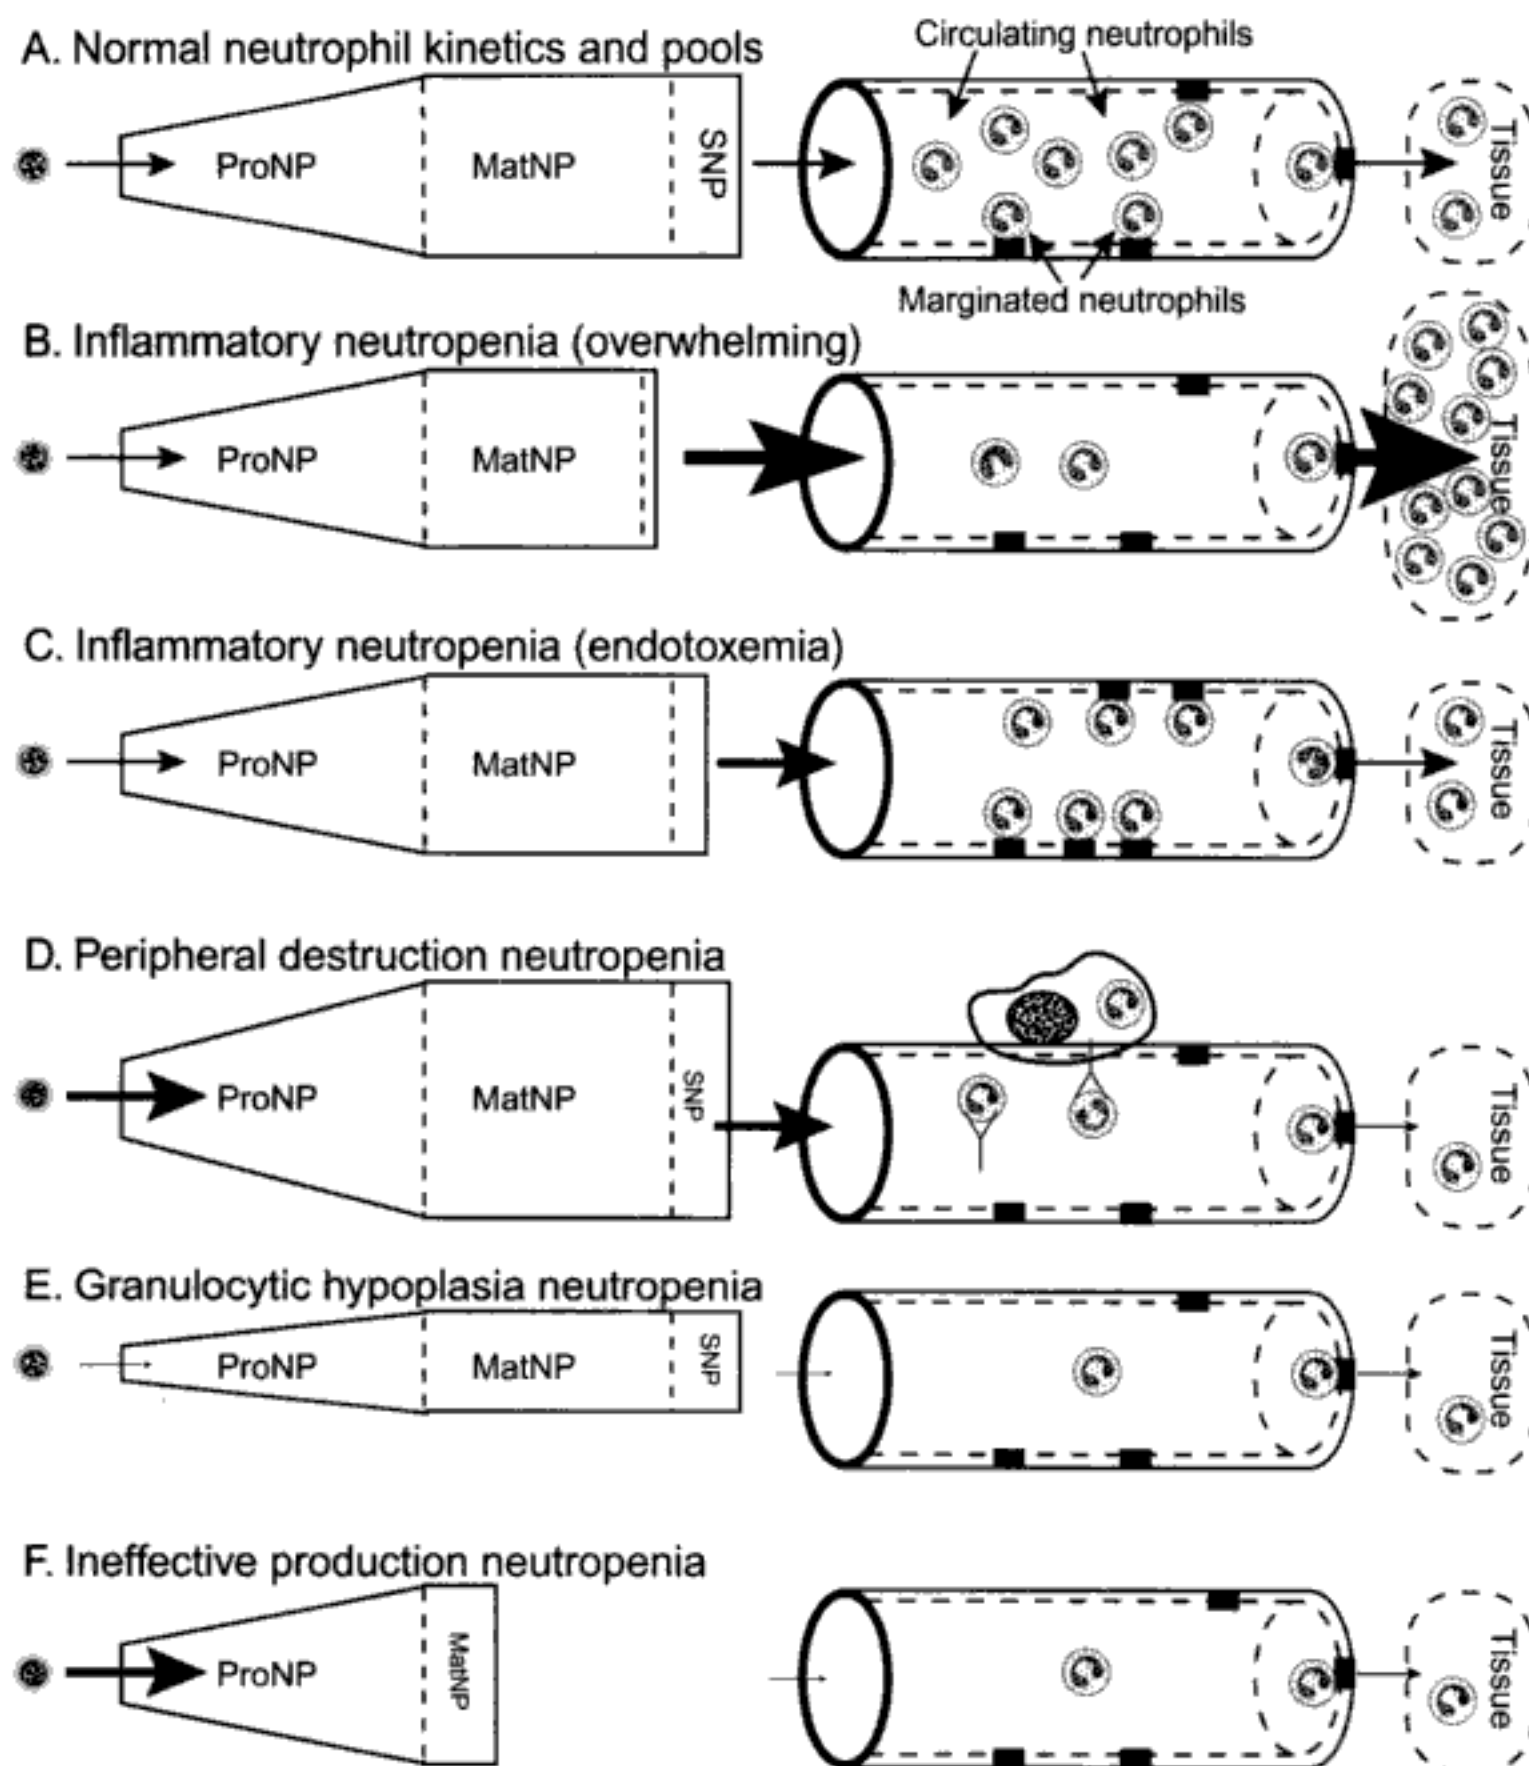 A. Normal neutrophil kinetics and pools
Circulating neutrophils
ProNP
MatNP
SNP
Tissue
Marginated neutrophils
B. Inflammatory neutropenia (overwhelming)
ProNP
MatNP
Tissue
C. Inflammatory neutropenia (endotoxemia)
ProNP
MatNP
Tissue
D. Peripheral destruction neutropenia
ProNP
MatNP
SNP
Tissue
E. Granulocytic hypoplasia neutropenia
ProNP
MatNP
SNP
Tissue
F. Ineffective production neutropenia
ProNP
MatNP
Tissue